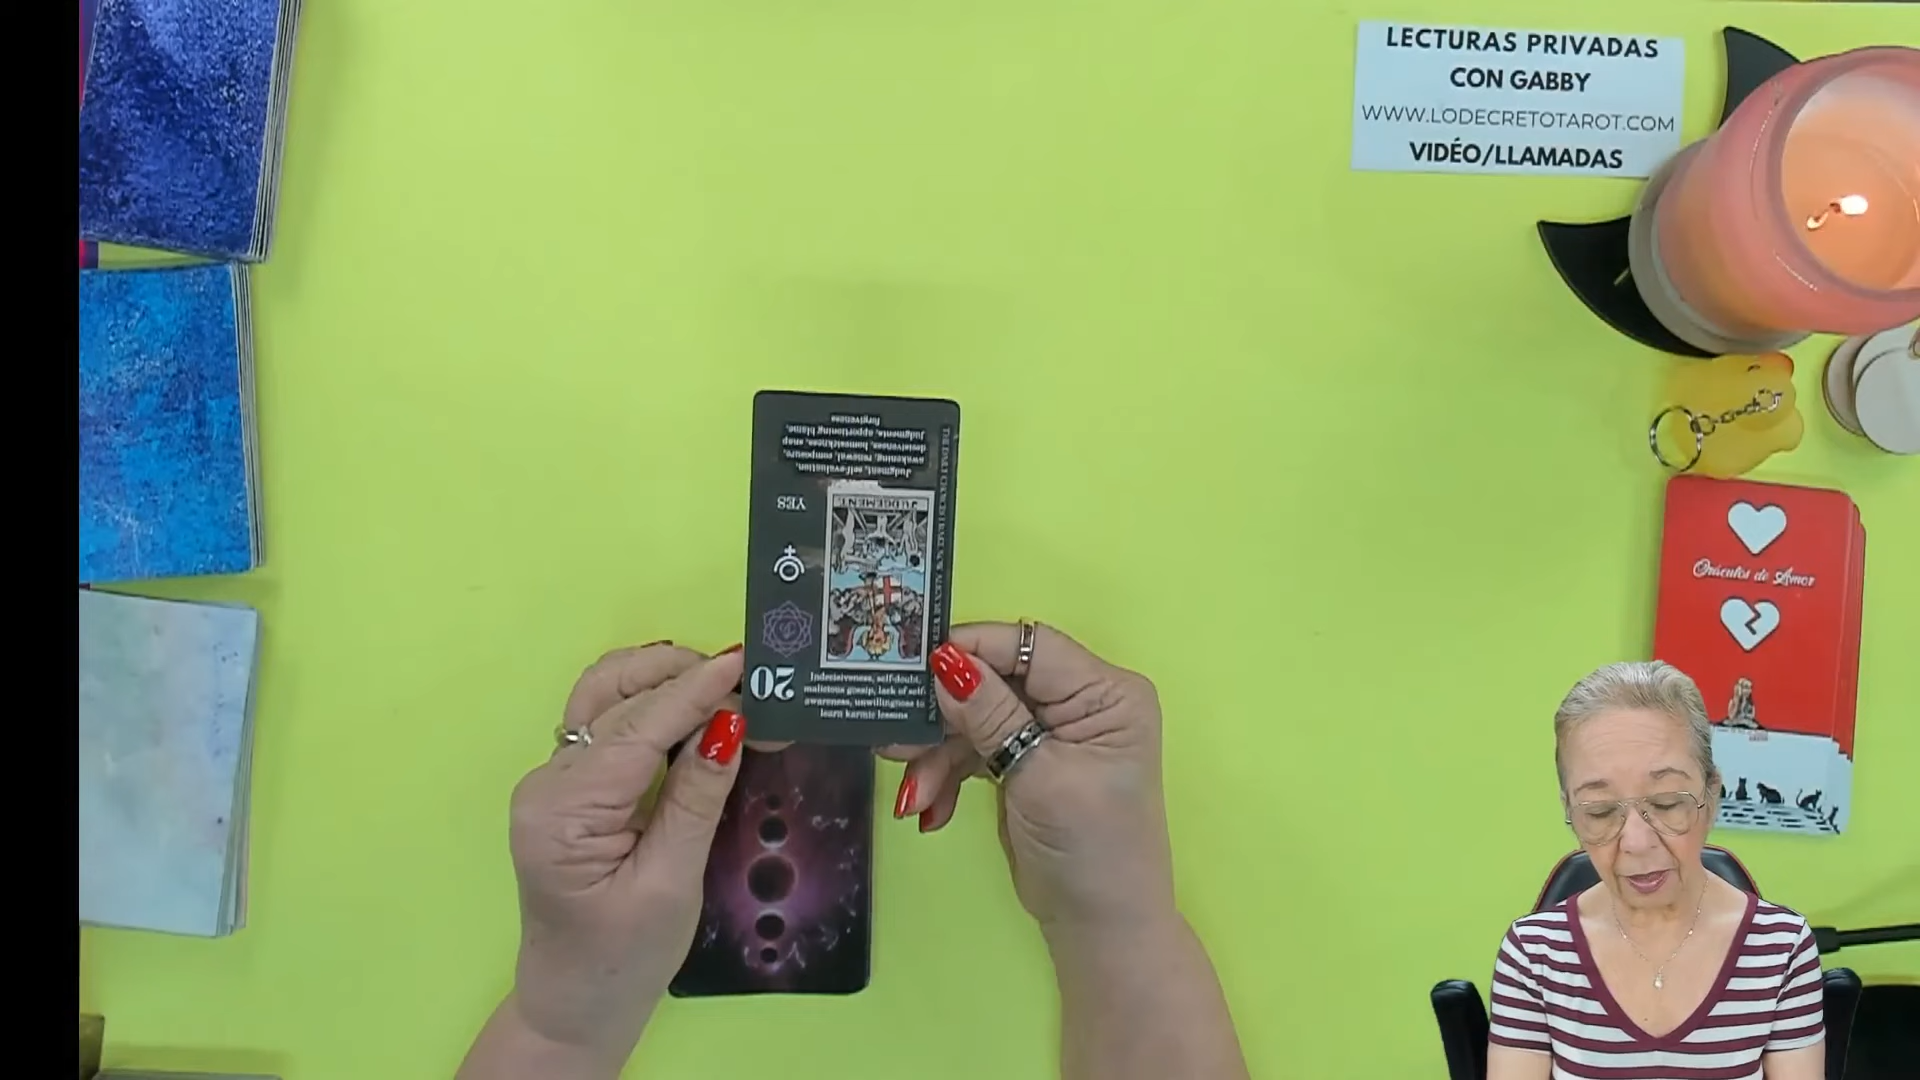 LECTURAS PRIVADAS
CON GABBY
WWW.LODECRETOTAROT.COM
VIDÉO/LLAMADAS
Judgment, self-evaluation,
awakening, renewal, composure,
decisiveness, homesickness, snap
Judgments, apportioning blame,
forgiveness
YES
JUDGEMENT
20
Indecisiveness, self-doubt,
malicious gossip, lack of self-
awareness, unwillingness to
learn karmic lessons
Oráculos de Amor